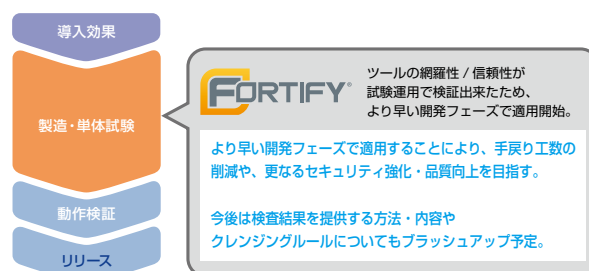 導入効果
製造・単体試験
動作検証
リリース
FORTIFY®
ツールの網羅性 / 信頼性が
試験運用で検証出来たため、
より早い開発フェーズで適用開始。
より早い開発フェーズで適用することにより、手戻り工数の
削減や、更なるセキュリティ強化・品質向上を目指す。
今後は検査結果を提供する方法・内容や
クレンジングルールについてもブラッシュアップ予定。